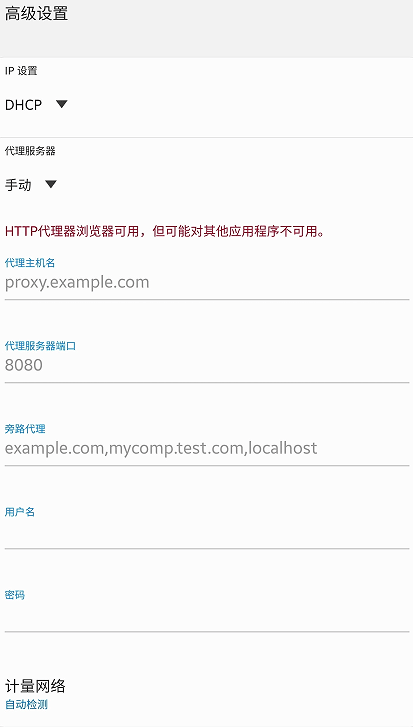 高级设置
IP 设置
DHCP
代理服务器
手动
HTTP代理器浏览器可用，但可能对其他应用程序不可用。
代理主机名
proxy.example.com
代理服务器端口
8080
旁路代理
example.com,mycomp.test.com,localhost
用户名
密码
计量网络
自动检测